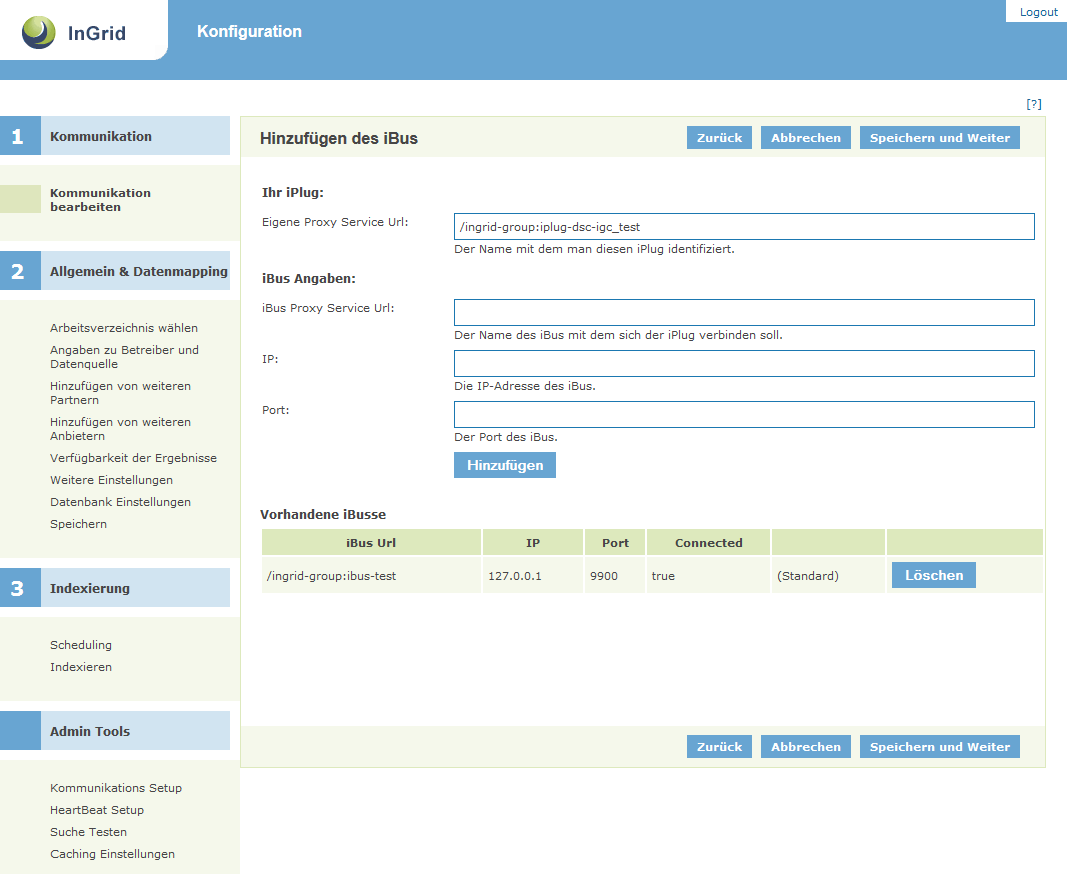 InGrid
Konfiguration
Logout
[?]
1 Kommunikation
Kommunikation
bearbeiten
2 Allgemein & Datenmapping
Arbeitsverzeichnis wählen
Angaben zu Betreiber und
Datenquelle
Hinzufügen von weiteren
Partnern
Hinzufügen von weiteren
Anbietern
Verfügbarkeit der Ergebnisse
Weitere Einstellungen
Datenbank Einstellungen
Speichern
3 Indexierung
Scheduling
Indexieren
Admin Tools
Kommunikations Setup
HeartBeat Setup
Suche Testen
Caching Einstellungen
Hinzufügen des iBus
Zurück Abbrechen Speichern und Weiter
Ihr iPlug:
Eigene Proxy Service Url: /ingrid-group:iplug-dsc-igc_test
Der Name mit dem man diesen iPlug identifiziert.
iBus Angaben:
iBus Proxy Service Url:
Der Name des iBus mit dem sich der iPlug verbinden soll.
IP:
Die IP-Adresse des iBus.
Port:
Der Port des iBus.
Hinzufügen
Vorhandene iBusse
iBus Url IP Port Connected
/ingrid-group:ibus-test 127.0.0.1 9900 true (Standard) Löschen
Zurück Abbrechen Speichern und Weiter